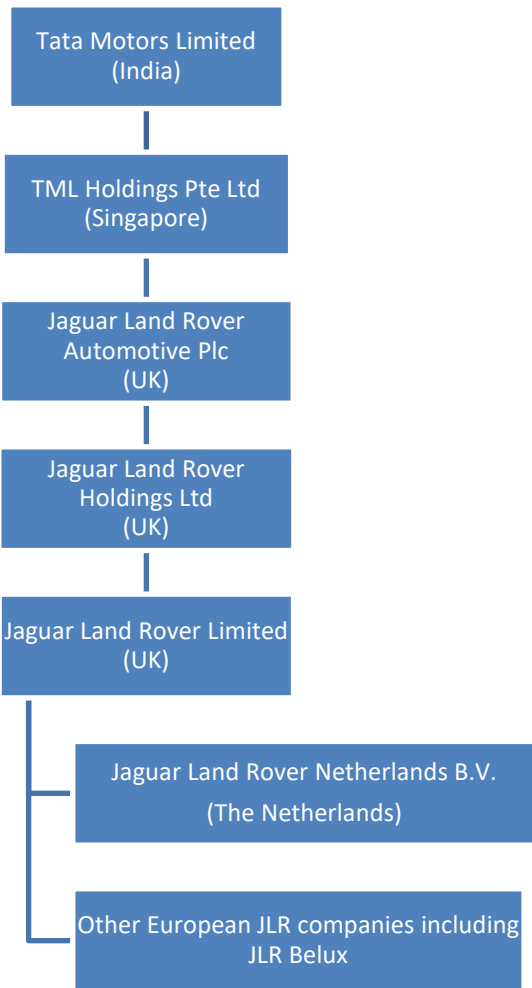 Tata Motors Limited
(India)
TML Holdings Pte Ltd
(Singapore)
Jaguar Land Rover
Automotive Plc
(UK)
Jaguar Land Rover
Holdings Ltd
(UK)
Jaguar Land Rover Limited
(UK)
Jaguar Land Rover Netherlands B.V.
(The Netherlands)
Other European JLR companies including
JLR Belux